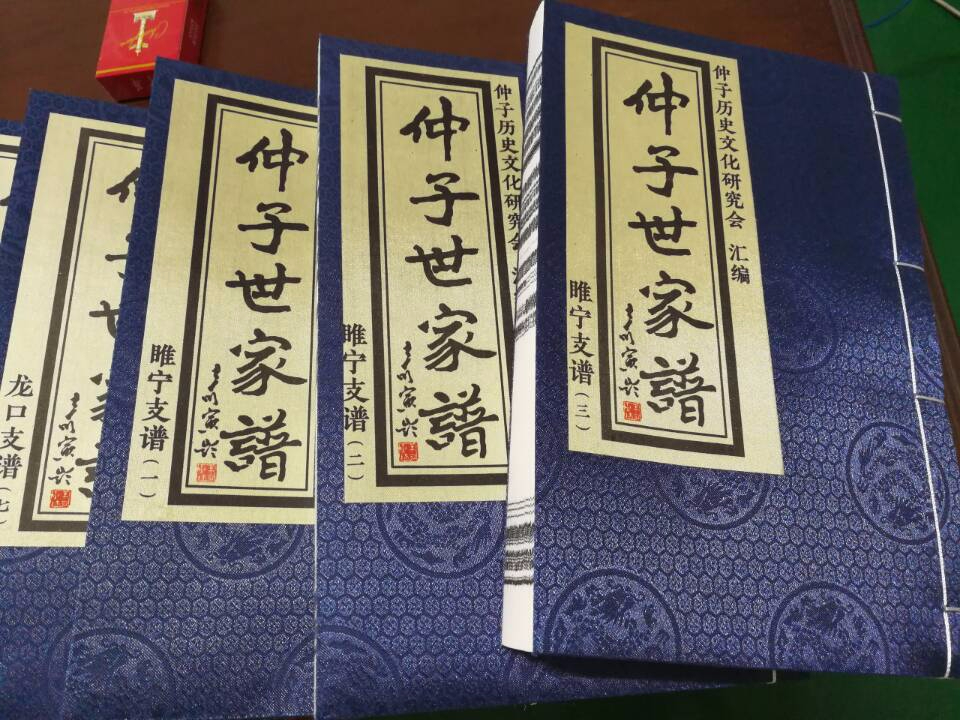 仲子历史文化研究会 汇编
仲子世家譜
睢宁支谱(三)
仲子历史文化研究会
仲子世家譜
睢宁支谱(二)
仲子世家譜
睢宁支谱(一)
龙口支谱(七